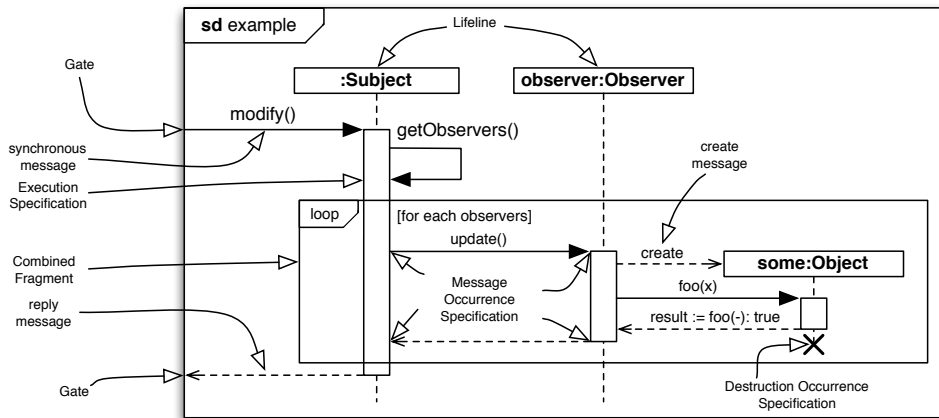 sd example
Lifeline
Gate
:Subject
observer:Observer
modify()
getObservers()
synchronous
message
create
message
Execution
Specification
loop
[for each observers]
update()
create
some:Object
Combined
Fragment
Message
Occurrence
Specification
foo(x)
reply
message
result := foo(-): true
Gate
Destruction Occurrence
Specification